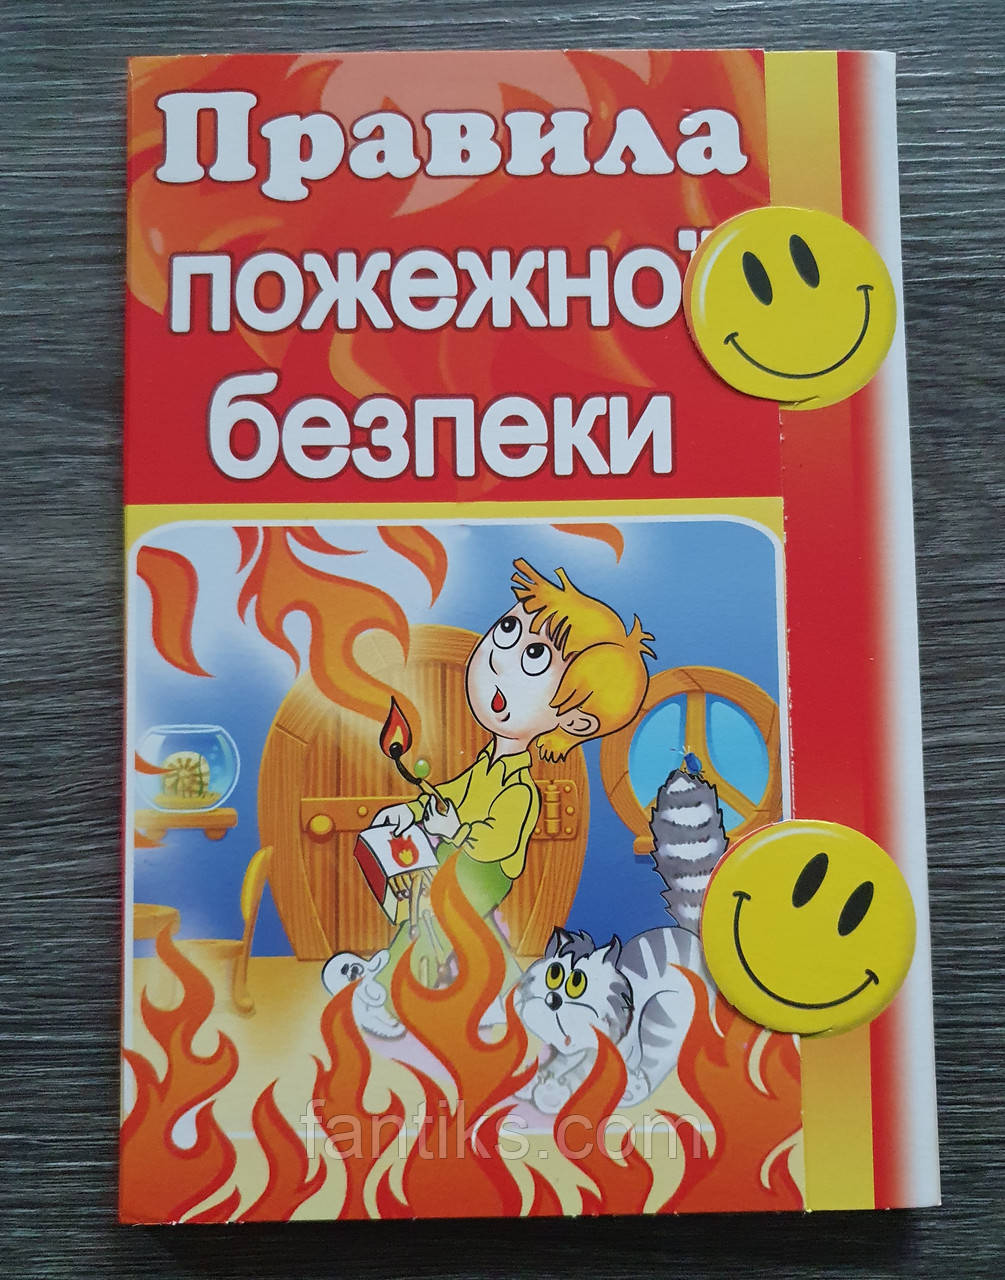 Правила
пожежної
безпеки
fantiks.com